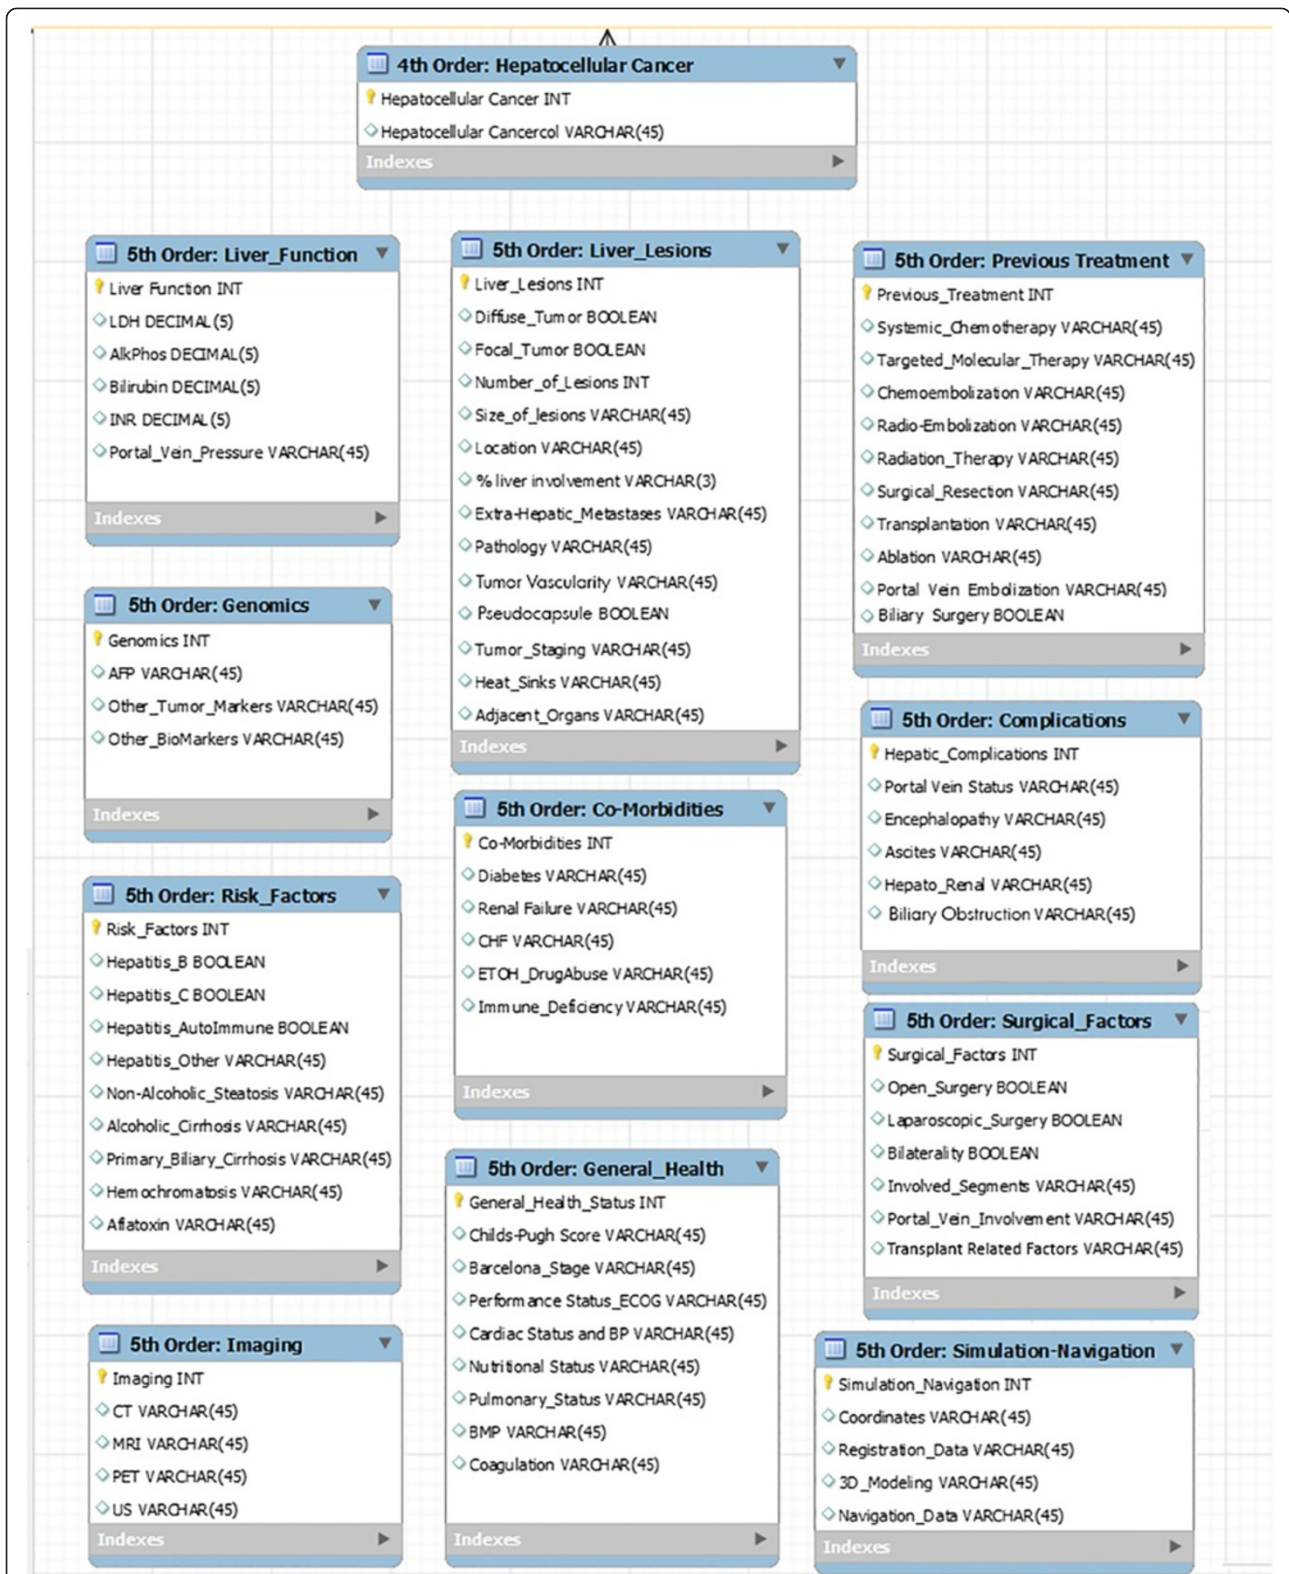 4th Order: Hepatocellular Cancer
Hepatocellular Cancer INT
Hepatocellular Cancercol VARCHAR(45)
Indexes
5th Order: Liver_Function
Liver Function INT
LDH DECIMAL(5)
AlkPhos DECIMAL(5)
Bilirubin DECIMAL(5)
INR DECIMAL(5)
Portal_Vein_Pressure VARCHAR(45)
Indexes
5th Order: Genomics
Genomics INT
AFP VARCHAR(45)
Other_Tumor_Markers VARCHAR(45)
Other_BioMarkers VARCHAR(45)
Indexes
5th Order: Risk_Factors
Risk_Factors INT
Hepatitis_B BOOLEAN
Hepatitis_C BOOLEAN
Hepatitis_AutoImmune BOOLEAN
Hepatitis_Other VARCHAR(45)
Non-Alcoholic_Steatosis VARCHAR(45)
Alcoholic_Cirrhosis VARCHAR(45)
Primary_Biliary_Cirrhosis VARCHAR(45)
Hemochromatosis VARCHAR(45)
Aflatoxin VARCHAR(45)
Indexes
5th Order: Imaging
Imaging INT
CT VARCHAR(45)
MRI VARCHAR(45)
PET VARCHAR(45)
US VARCHAR(45)
Indexes
5th Order: Liver_Lesions
Liver_Lesions INT
Diffuse_Tumor BOOLEAN
Focal_Tumor BOOLEAN
Number_of_Lesions INT
Size_of_lesions VARCHAR(45)
Location VARCHAR(45)
% liver involvement VARCHAR(3)
Extra-Hepatic_Metastases VARCHAR(45)
Pathology VARCHAR(45)
Tumor Vascularity VARCHAR(45)
Pseudocapsule BOOLEAN
Tumor_Staging VARCHAR(45)
Heat_Sinks VARCHAR(45)
Adjacent_Organs VARCHAR(45)
Indexes
5th Order: Co-Morbidities
Co-Morbidities INT
Diabetes VARCHAR(45)
Renal Failure VARCHAR(45)
CHF VARCHAR(45)
ETOH_DrugAbuse VARCHAR(45)
Immune_Deficiency VARCHAR(45)
Indexes
5th Order: General_Health
General_Health_Status INT
Childs-Pugh Score VARCHAR(45)
Barcelona_Stage VARCHAR(45)
Performance Status_ECOG VARCHAR(45)
Cardiac Status and BP VARCHAR(45)
Nutritional Status VARCHAR(45)
Pulmonary_Status VARCHAR(45)
BMP VARCHAR(45)
Coagulation VARCHAR(45)
Indexes
5th Order: Previous Treatment
Previous_Treatment INT
Systemic_Chemotherapy VARCHAR(45)
Targeted_Molecular_Therapy VARCHAR(45)
Chemoembolization VARCHAR(45)
Radio-Embolization VARCHAR(45)
Radiation_Therapy VARCHAR(45)
Surgical_Resection VARCHAR(45)
Transplantation VARCHAR(45)
Ablation VARCHAR(45)
Portal Vein Embolization VARCHAR(45)
Biliary Surgery BOOLEAN
Indexes
5th Order: Complications
Hepatic_Complications INT
Portal Vein Status VARCHAR(45)
Encephalopathy VARCHAR(45)
Ascites VARCHAR(45)
Hepato_Renal VARCHAR(45)
Biliary Obstruction VARCHAR(45)
Indexes
5th Order: Surgical_Factors
Surgical_Factors INT
Open_Surgery BOOLEAN
Laparoscopic_Surgery BOOLEAN
Bilaterality BOOLEAN
Involved_Segments VARCHAR(45)
Portal_Vein_Involvement VARCHAR(45)
Transplant Related Factors VARCHAR(45)
Indexes
5th Order: Simulation-Navigation
Simulation_Navigation INT
Coordinates VARCHAR(45)
Registration_Data VARCHAR(45)
3D_Modeling VARCHAR(45)
Navigation_Data VARCHAR(45)
Indexes